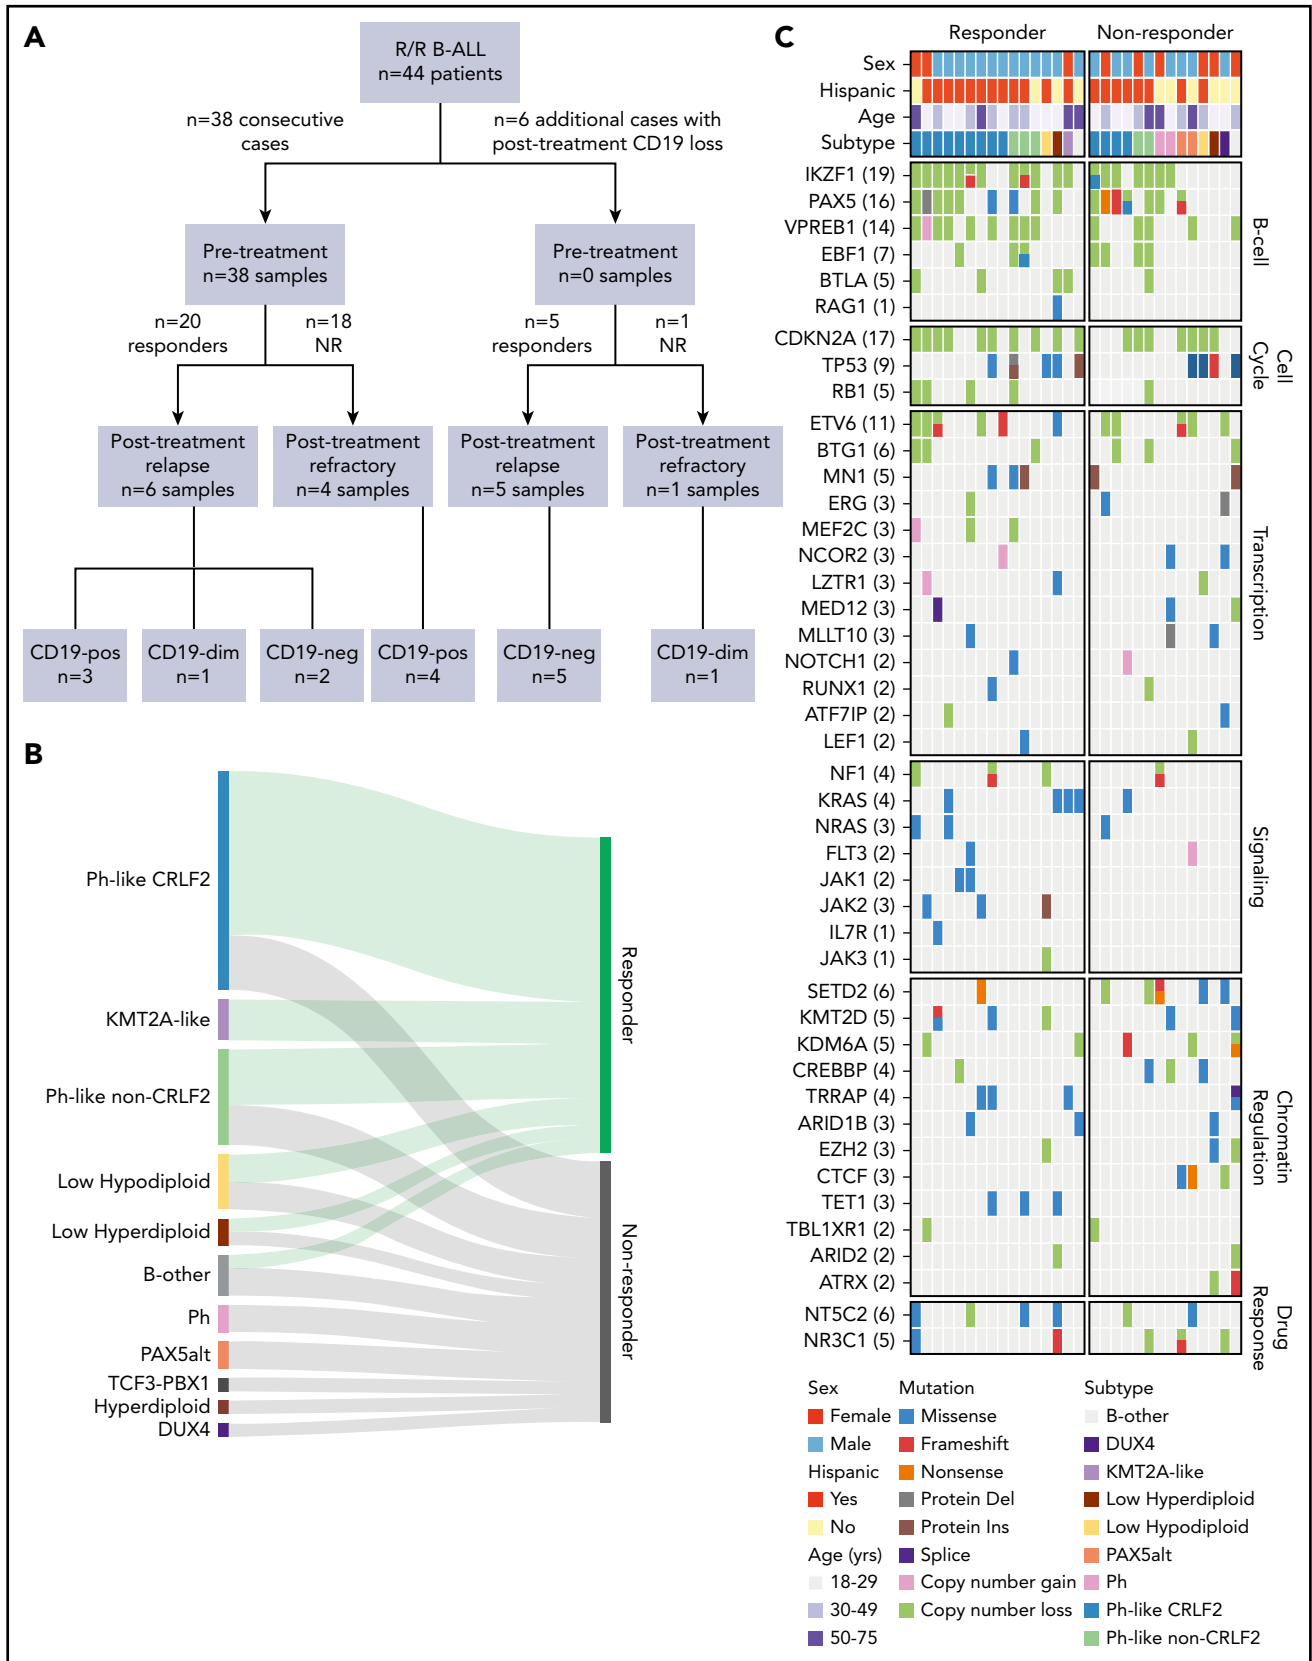 A
R/R B-ALL
n=44 patients
n=38 consecutive
cases
n=6 additional cases with
post-treatment CD19 loss
Pre-treatment
n=38 samples
Pre-treatment
n=0 samples
n=20
responders
n=18
NR
n=5
responders
n=1
NR
Post-treatment
relapse
n=6 samples
Post-treatment
refractory
n=4 samples
Post-treatment
relapse
n=5 samples
Post-treatment
refractory
n=1 samples
CD19-pos
n=3
CD19-dim
n=1
CD19-neg
n=2
CD19-pos
n=4
CD19-neg
n=5
CD19-dim
n=1
B
Ph-like CRLF2
KMT2A-like
Ph-like non-CRLF2
Low Hypodiploid
Low Hyperdiploid
B-other
Ph
PAX5alt
TCF3-PBX1
Hyperdiploid
DUX4
Responder
Non-responder
C
Responder
Non-responder
Sex
Hispanic
Age
Subtype
IKZF1 (19)
PAX5 (16)
VPREB1 (14)
EBF1 (7)
BTLA (5)
RAG1 (1)
B-cell
CDKN2A (17)
TP53 (9)
RB1 (5)
Cell
Cycle
ETV6 (11)
BTG1 (6)
MN1 (5)
ERG (3)
MEF2C (3)
NCOR2 (3)
LZTR1 (3)
MED12 (3)
MLLT10 (3)
NOTCH1 (2)
RUNX1 (2)
ATF7IP (2)
LEF1 (2)
Transcription
NF1 (4)
KRAS (4)
NRAS (3)
FLT3 (2)
JAK1 (2)
JAK2 (3)
IL7R (1)
JAK3 (1)
Signaling
SETD2 (6)
KMT2D (5)
KDM6A (5)
CREBBP (4)
TRRAP (4)
ARID1B (3)
EZH2 (3)
CTCF (3)
TET1 (3)
TBL1XR1 (2)
ARID2 (2)
ATRX (2)
Chromatin
Regulation
NT5C2 (6)
NR3C1 (5)
Drug
Response
Sex
Female
Male
Hispanic
Yes
No
Age (yrs)
18-29
30-49
50-75
Mutation
Missense
Frameshift
Nonsense
Protein Del
Protein Ins
Splice
Copy number gain
Copy number loss
Subtype
B-other
DUX4
KMT2A-like
Low Hyperdiploid
Low Hypodiploid
PAX5alt
Ph
Ph-like CRLF2
Ph-like non-CRLF2